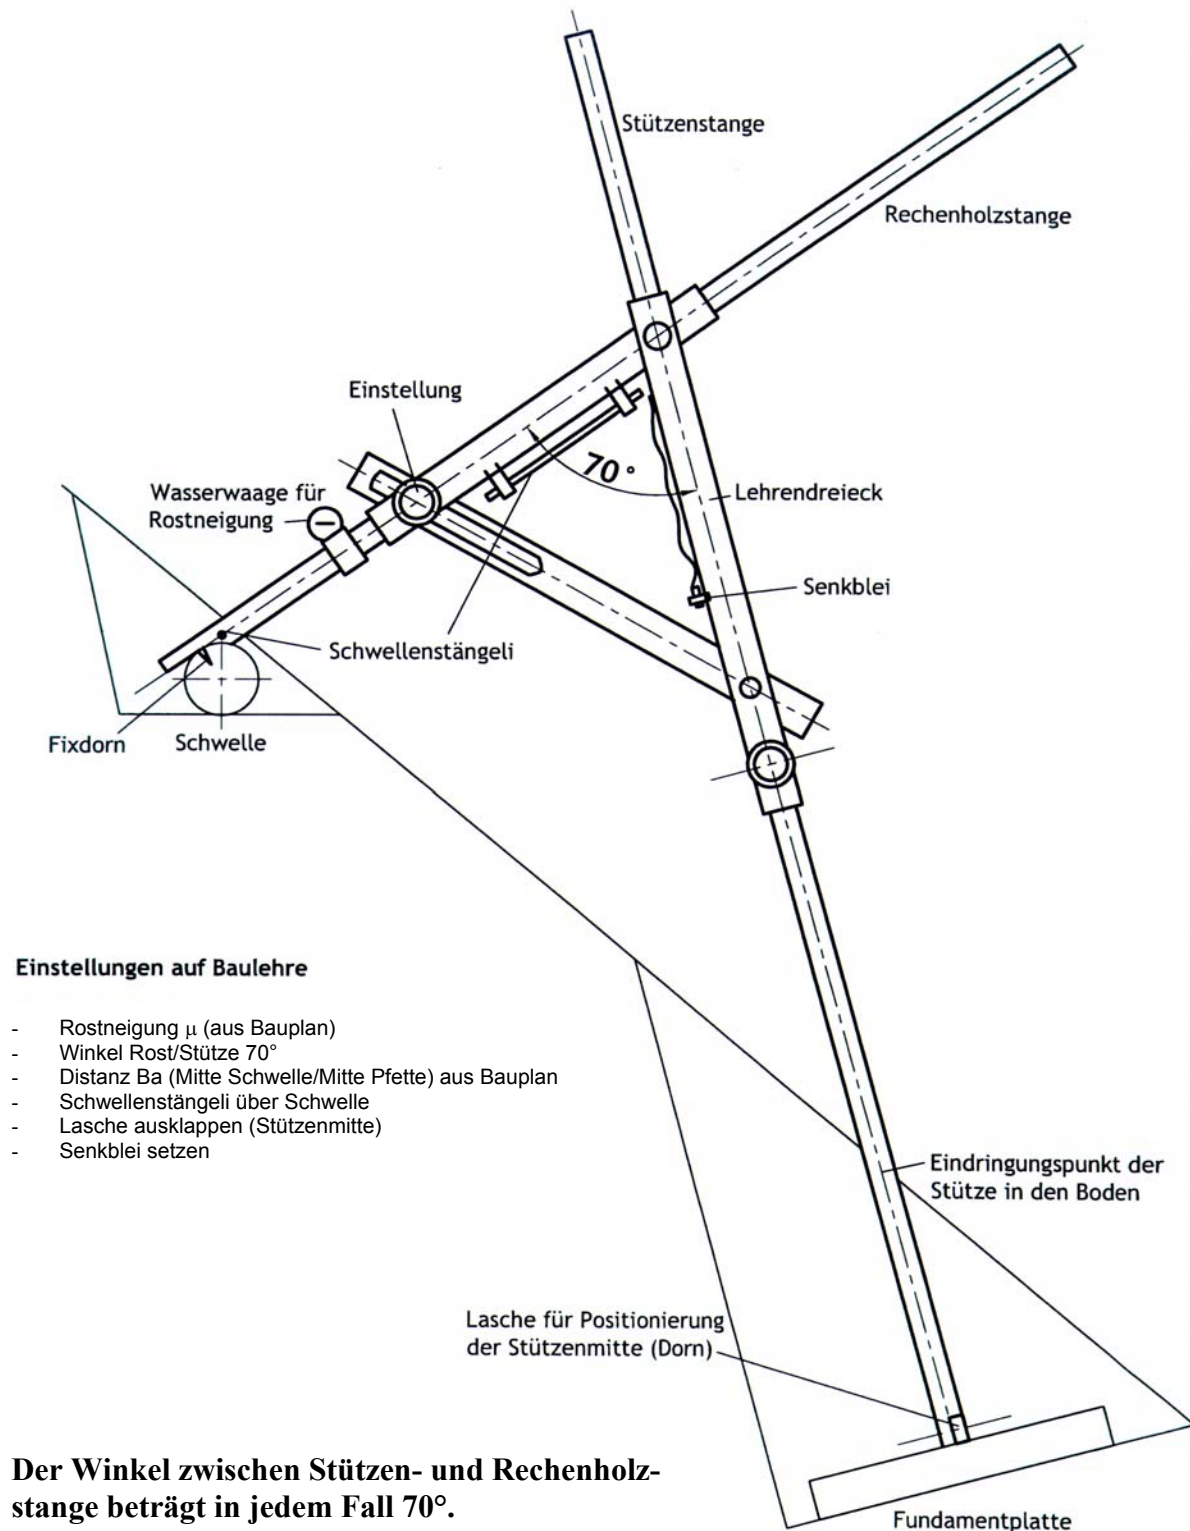 Stützenstange
Rechenholzstange
Einstellung
70°
Wasserwaage für
Rostneigung
Lehrendreieck
Senkblei
Schwellenstängeli
Fixdorn
Schwelle
Einstellungen auf Baulehre
- Rostneigung μ (aus Bauplan)
- Winkel Rost/Stütze 70°
- Distanz Ba (Mitte Schwelle/Mitte Pfette) aus Bauplan
- Schwellenstängeli über Schwelle
- Lasche ausklappen (Stützenmitte)
- Senkblei setzen
Eindringungspunkt der
Stütze in den Boden
Lasche für Positionierung
der Stützenmitte (Dorn)
Der Winkel zwischen Stützen- und Rechenholz-
stange beträgt in jedem Fall 70°.
Fundamentplatte